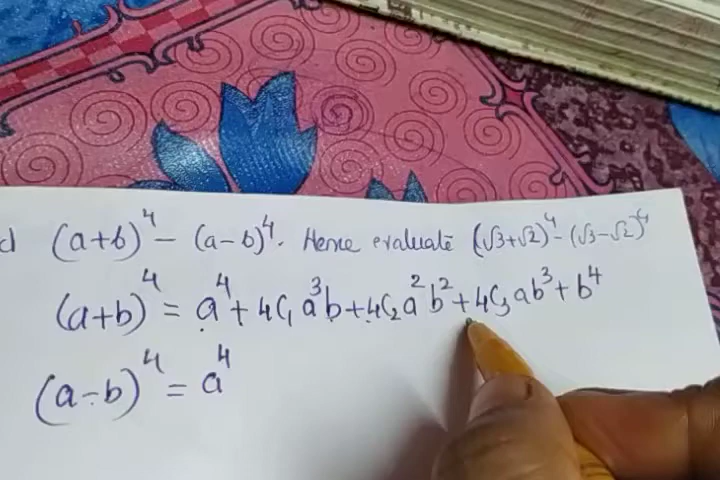 d (a+b)⁴ - (a-b)⁴. Hence evaluate (√3+√2)⁴ - (√3-√2)⁴
(a+b)⁴ = a⁴ + 4C₁ a³b + 4C₂ a²b² + 4C₃ ab³ + b⁴
(a-b)⁴ = a⁴